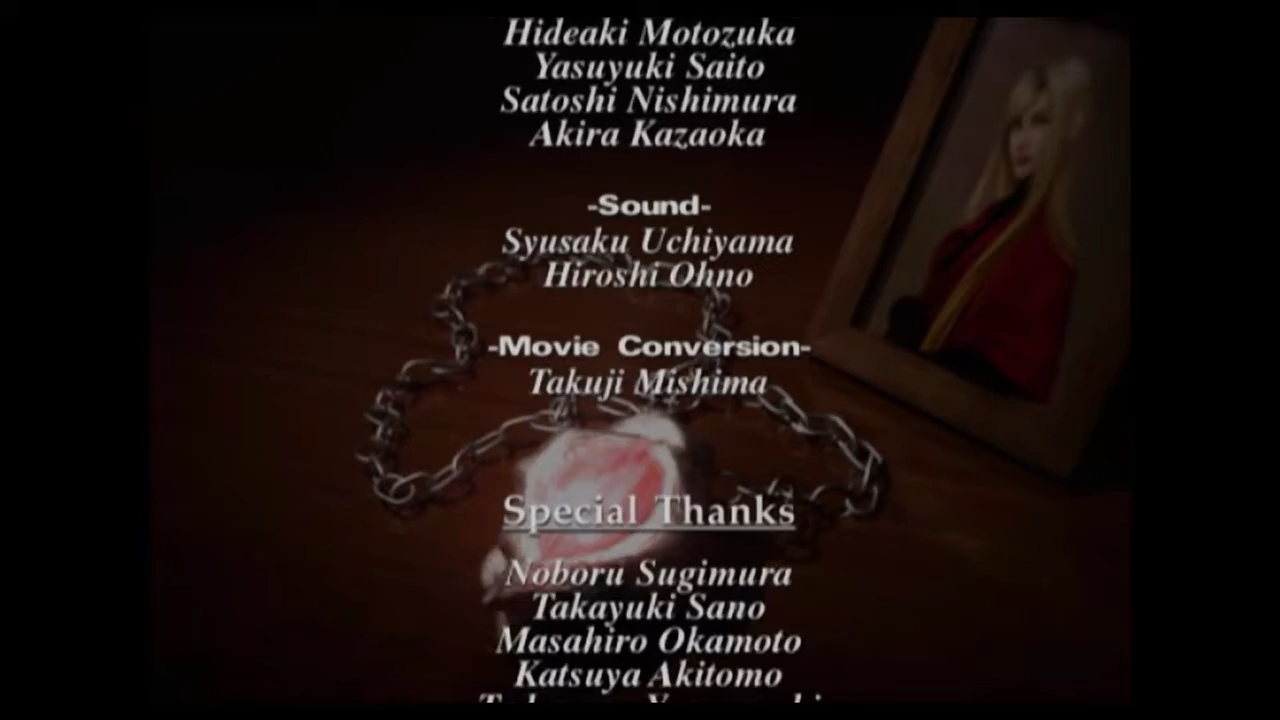 Hideaki Motozuka
Yasuyuki Saito
Satoshi Nishimura
Akira Kazaoka
-Sound-
Syusaku Uchiyama
Hiroshi Ohno
-Movie Conversion-
Takuji Mishima
Special Thanks
Noboru Sugimura
Takayuki Sano
Masahiro Okamoto
Katsuya Akitomo